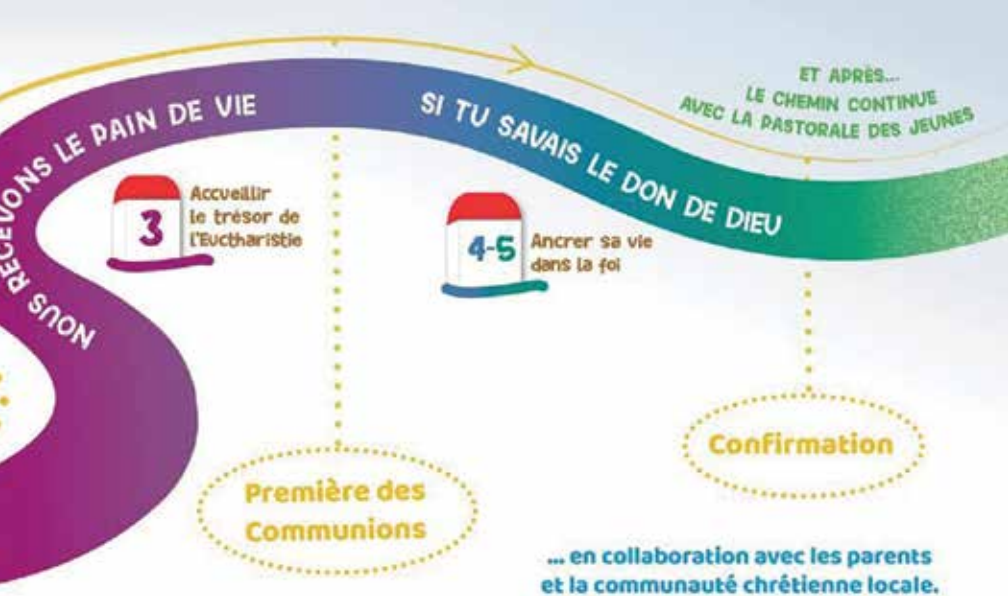 NOUS RECEVONS LE PAIN DE VIE
3
Accueillir
le trésor de
l'Euctharistie
SI TU SAVAIS LE DON DE DIEU
4-5
Ancrer sa vie
dans la foi
ET APRÈS...
LE CHEMIN CONTINUE
AVEC LA PASTORALE DES JEUNES
Première des
Communions
Confirmation
... en collaboration avec les parents
et la communauté chrétienne locale.